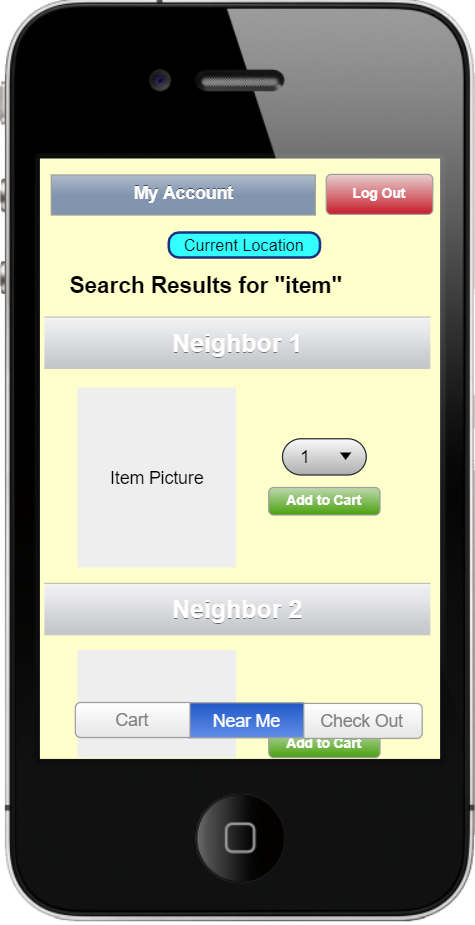 My Account
Log Out
Current Location
Search Results for "item"
Neighbor 1
Item Picture
1
Add to Cart
Neighbor 2
Cart
Near Me
Check Out
Add to Cart